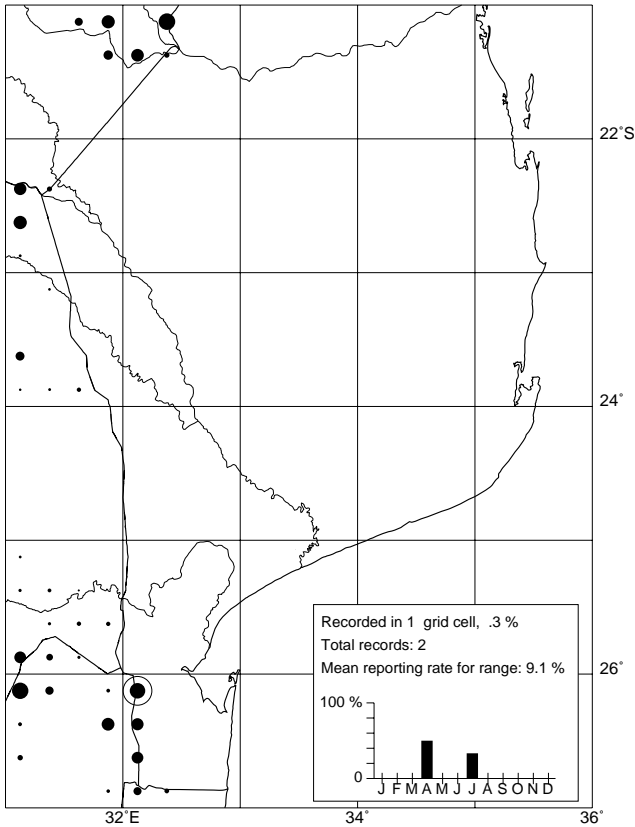 22˚S
24˚
Recorded in 1 grid cell, .3 %
Total records: 2
Mean reporting rate for range: 9.1 %
26˚
100 %
0
J F M A M J J A S O N D
32˚E 34˚ 36˚